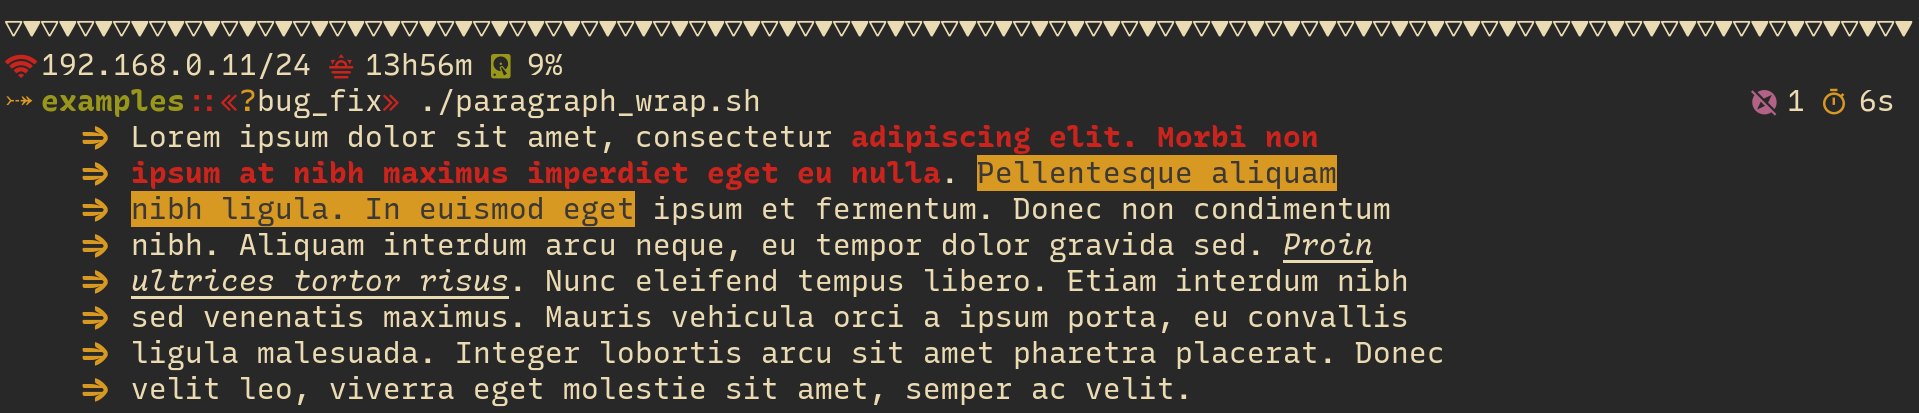 192.168.0.11/24 13h56m 9%
examples::«?bug_fix» ./paragraph_wrap.sh 1 6s
⇒ Lorem ipsum dolor sit amet, consectetur adipiscing elit. Morbi non
⇒ ipsum at nibh maximus imperdiet eget eu nulla. Pellentesque aliquam
⇒ nibh ligula. In euismod eget ipsum et fermentum. Donec non condimentum
⇒ nibh. Aliquam interdum arcu neque, eu tempor dolor gravida sed. Proin
⇒ ultrices tortor risus. Nunc eleifend tempus libero. Etiam interdum nibh
⇒ sed venenatis maximus. Mauris vehicula orci a ipsum porta, eu convallis
⇒ ligula malesuada. Integer lobortis arcu sit amet pharetra placerat. Donec
⇒ velit leo, viverra eget molestie sit amet, semper ac velit.